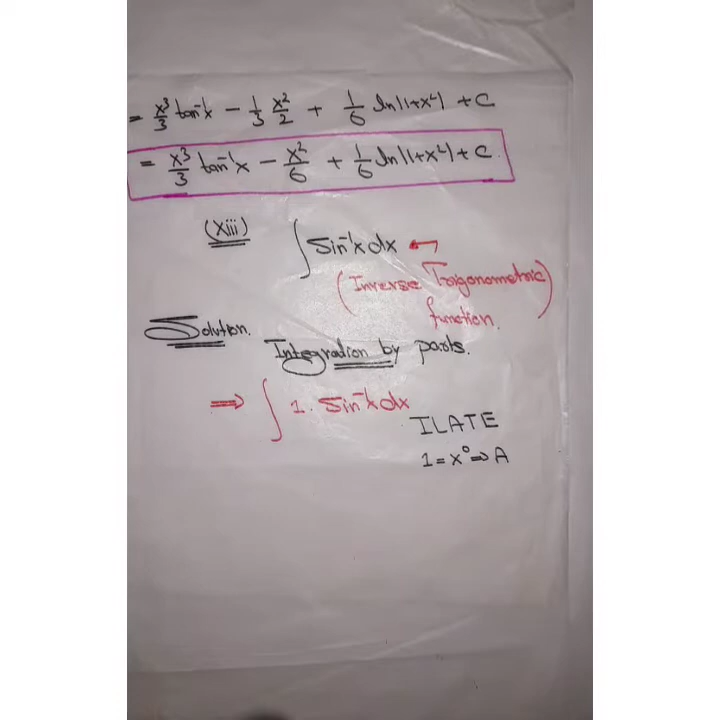 = x³/3 tan⁻¹x - 1/3 x²/2 + 1/6 ln|1+x²| + C
= x³/3 tan⁻¹x - x²/6 + 1/6 ln|1+x²| + C
(xiii) ∫ Sin⁻¹x dx
(Inverse Trigonometric
function)
Solution.
Integration by parts.
⇒ ∫ 1. Sin⁻¹x dx
ILATE
1 = x⁰ ⇒ A